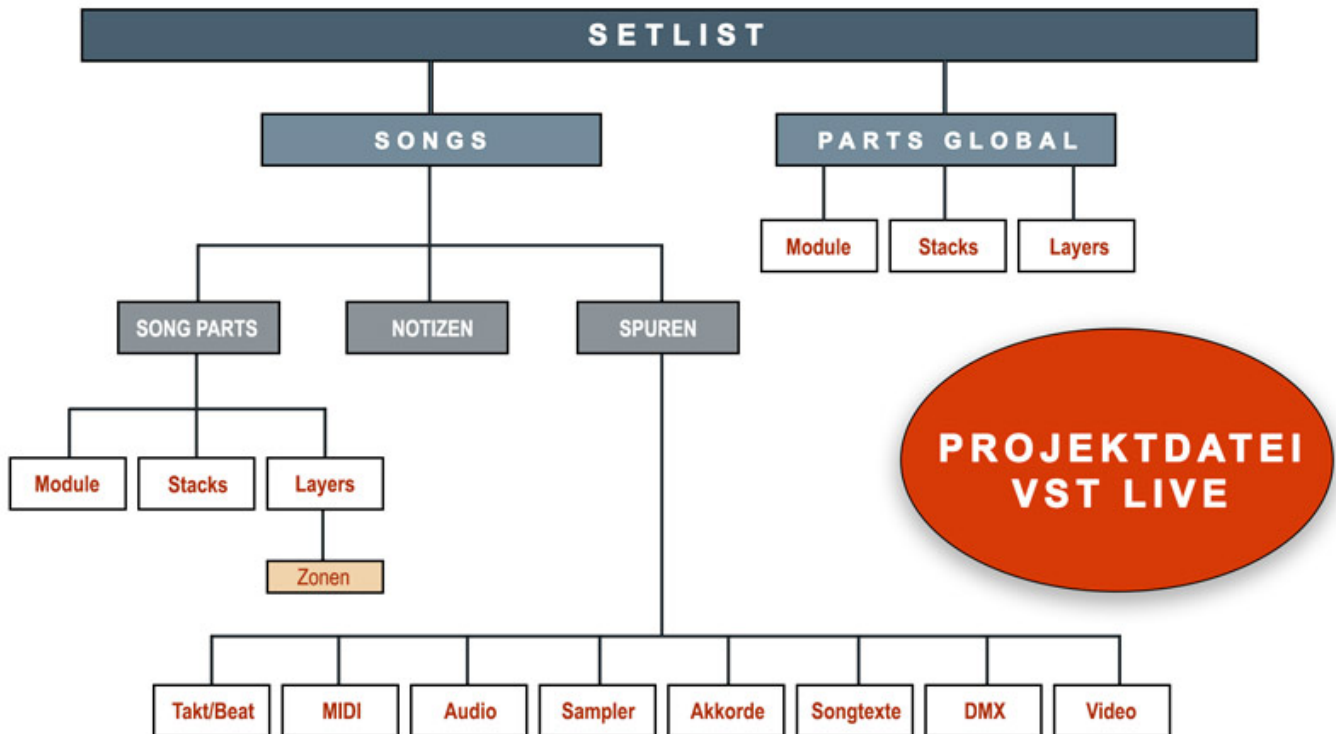 SETLIST
SONGS
PARTS GLOBAL
Module
Stacks
Layers
SONG PARTS
NOTIZEN
SPUREN
Module
Stacks
Layers
Zonen
PROJEKTDATEI
VST LIVE
Takt/Beat
MIDI
Audio
Sampler
Akkorde
Songtexte
DMX
Video